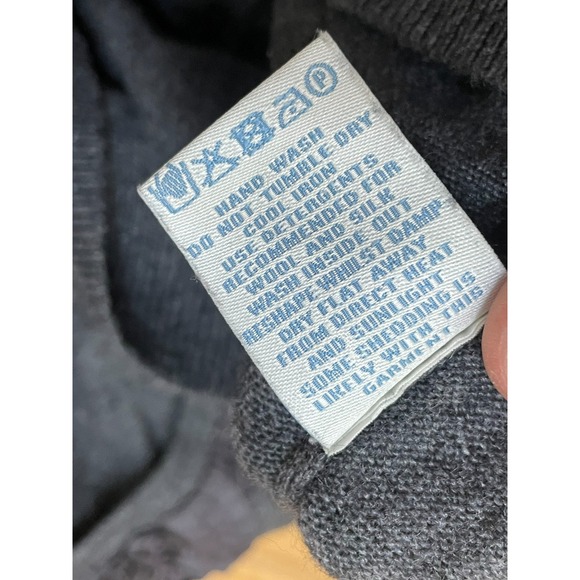 P
HAND WASH
DO NOT TUMBLE DRY
COOL IRON
USE DETERGENTS
RECOMMENDED FOR
WOOL AND SILK
WASH INSIDE OUT
RESHAPE WHILST DAMP
DRY FLAT AWAY
FROM DIRECT HEAT
AND SUNLIGHT
SOME SHEDDING IS
LIKELY WITH THIS
GARMENT